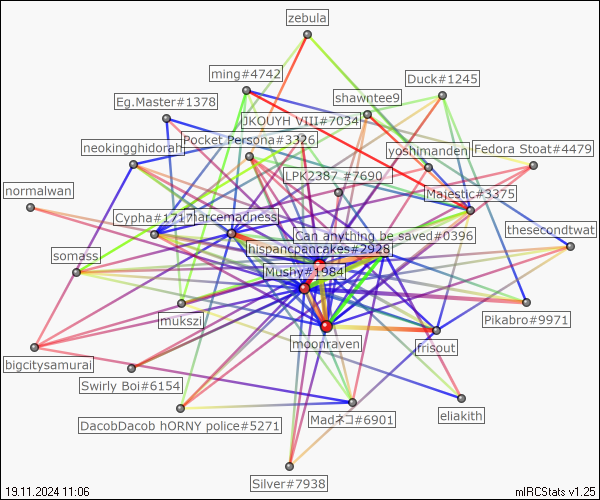 zebula
ming#4742
Duck#1245
shawntee9
Eg.Master#1378
JKOUYH VIII#7034
Pocket Persona#3326
neokingghidorah
yoshimanden
Fedora Stoat#4479
LPK2387 #7690
normalwan
Majestic#3375
Cypha#1717
harcemadness
thesecondtwat
Can anything be saved#0396
hispancpancakes#2928
somass
Mushy#1984
mukszi
Pikabro#9971
moonraven
frisout
bigcitysamurai
Swirly Boi#6154
eliakith
Madネコ#6901
DacobDacob hORNY police#5271
Silver#7938
19.11.2024 11:06
mIRCStats v1.25